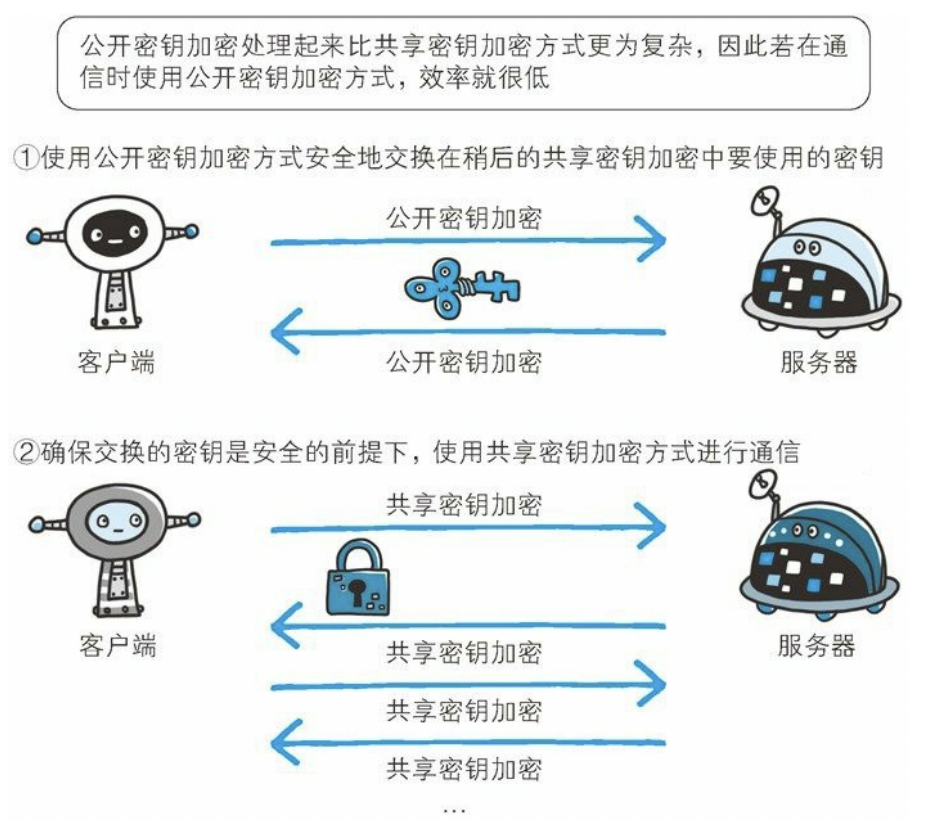 公开密钥加密处理起来比共享密钥加密方式更为复杂，因此若在通
信时使用公开密钥加密方式，效率就很低
①使用公开密钥加密方式安全地交换在稍后的共享密钥加密中要使用的密钥
公开密钥加密
公开密钥加密
客户端
服务器
②确保交换的密钥是安全的前提下，使用共享密钥加密方式进行通信
共享密钥加密
客户端
服务器
共享密钥加密
共享密钥加密
共享密钥加密
…